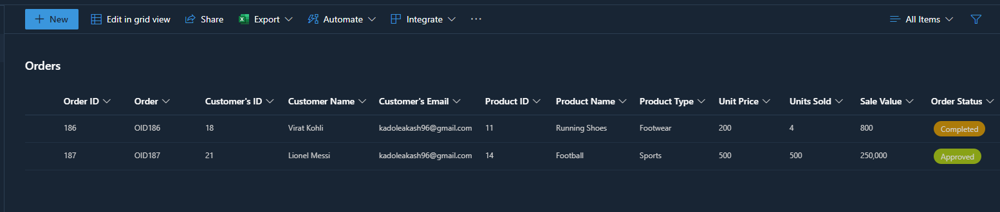 New Edit in grid view Share Export Automate Integrate ... All Items
Orders
Order ID Order Customer's ID Customer Name Customer's Email Product ID Product Name Product Type Unit Price Units Sold Sale Value Order Status
186 OID186 18 Virat Kohli kadoleakash96@gmail.com 11 Running Shoes Footwear 200 4 800 Completed
187 OID187 21 Lionel Messi kadoleakash96@gmail.com 14 Football Sports 500 500 250,000 Approved